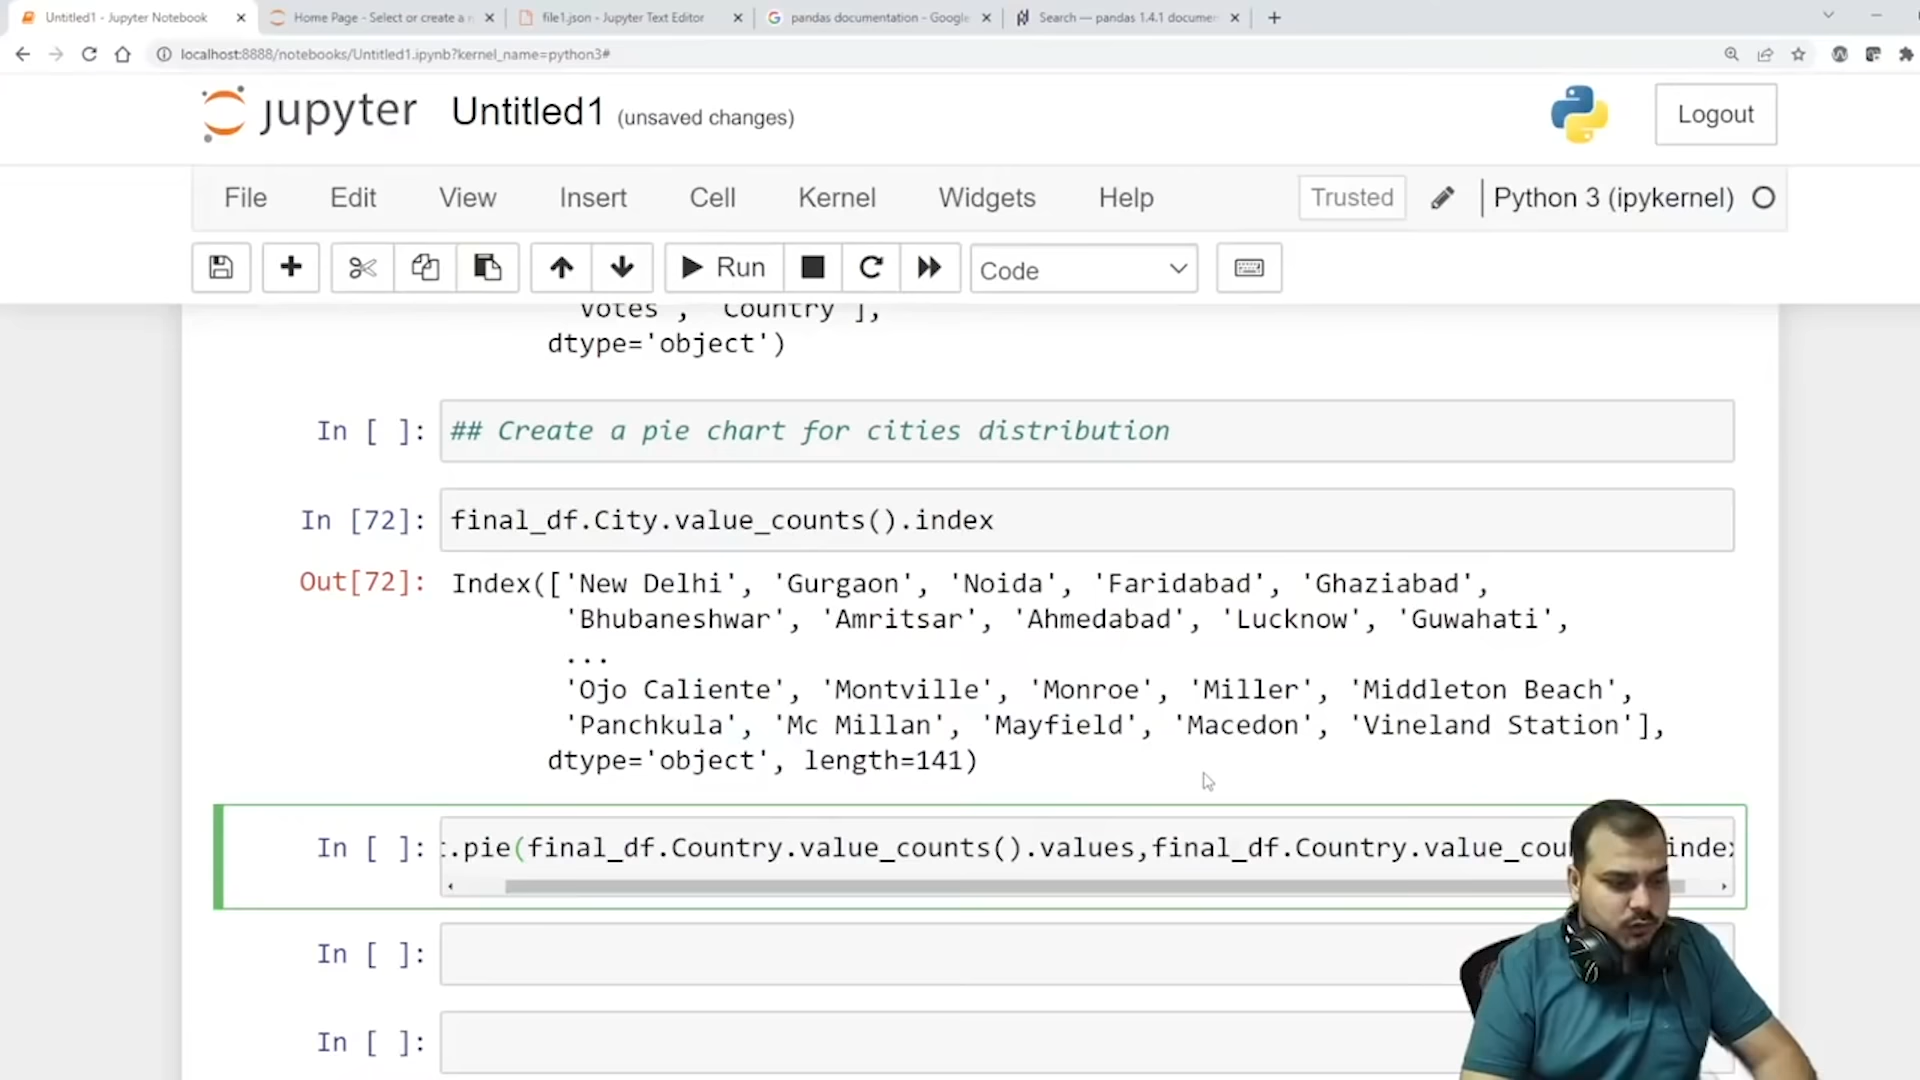 Untitled1 - Jupyter Notebook
Home Page - Select or create a n
file1.json - Jupyter Text Editor
pandas documentation - Google
Search — pandas 1.4.1 documen
localhost:8888/notebooks/Untitled1.ipynb?kernel_name=python3#
jupyter Untitled1 (unsaved changes)
Logout
File Edit View Insert Cell Kernel Widgets Help Trusted Python 3 (ipykernel)
Run Code
'Votes', 'Country'],
dtype='object')
In [ ]: ## Create a pie chart for cities distribution
In [72]: final_df.City.value_counts().index
Out[72]: Index(['New Delhi', 'Gurgaon', 'Noida', 'Faridabad', 'Ghaziabad',
'Bhubaneshwar', 'Amritsar', 'Ahmedabad', 'Lucknow', 'Guwahati',
...
'Ojo Caliente', 'Montville', 'Monroe', 'Miller', 'Middleton Beach',
'Panchkula', 'Mc Millan', 'Mayfield', 'Macedon', 'Vineland Station'],
dtype='object', length=141)
In [ ]: .pie(final_df.Country.value_counts().values,final_df.Country.value_cou index
In [ ]:
In [ ]: